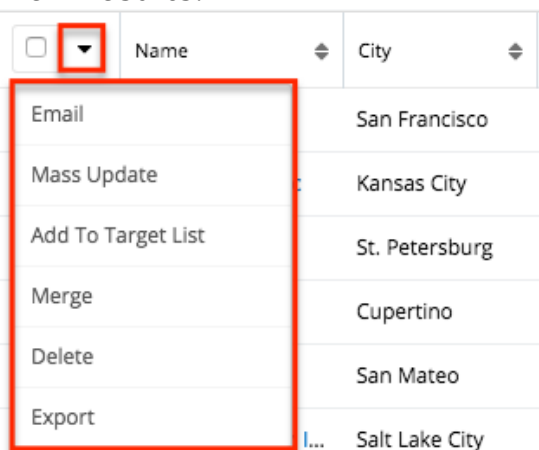 Name
City
Email
San Francisco
Mass Update
Kansas City
Add To Target List
St. Petersburg
Merge
Cupertino
Delete
San Mateo
Export
Salt Lake City